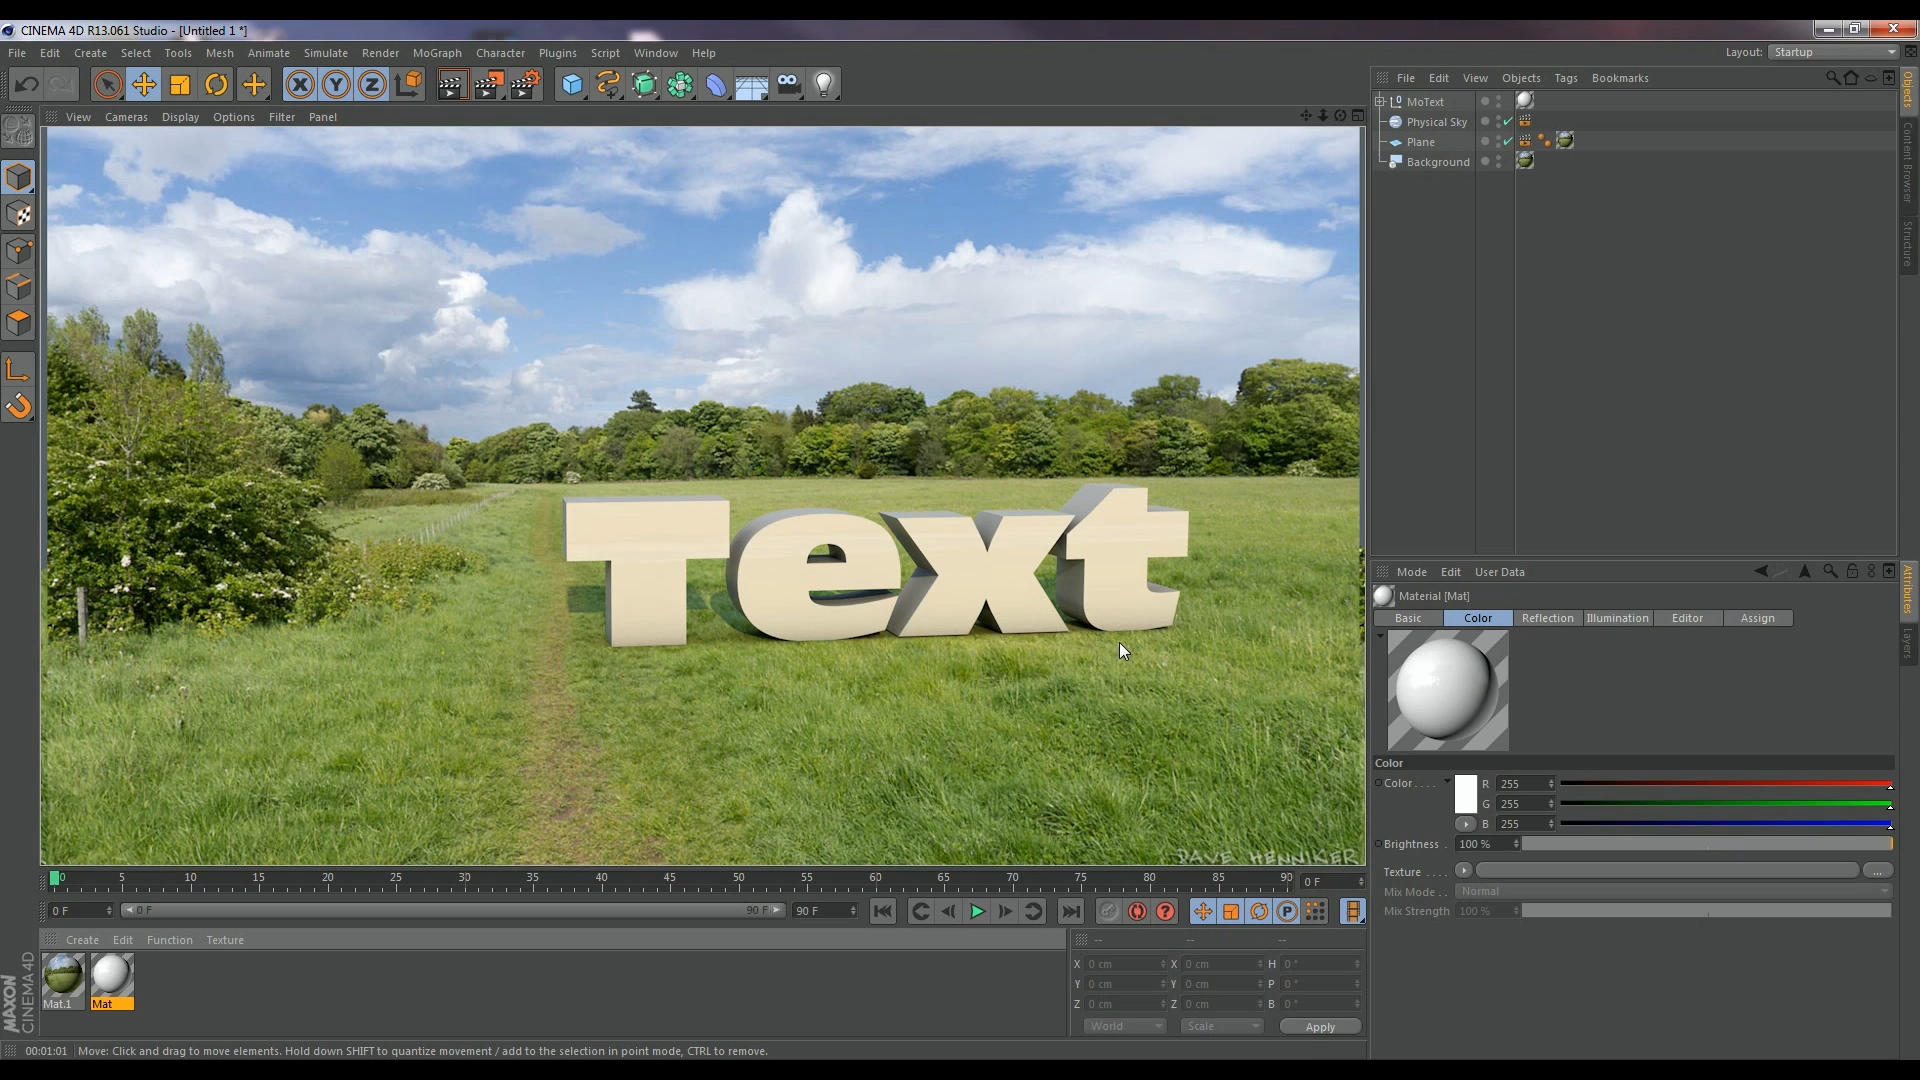 CINEMA 4D R13.061 Studio - [Untitled 1 *]
File Edit Create Select Tools Mesh Animate Simulate Render MoGraph Character Plugins Script Window Help
Layout: Startup
File Edit View Objects Tags Bookmarks
View Cameras Display Options Filter Panel
MoText
Physical Sky
Plane
Background
Objects
Content Browser
Structure
Text
DAVE HENNIKER
Mode Edit User Data
Material [Mat]
Basic Color Reflection Illumination Editor Assign
Attributes
Layers
Color
Color . . . . R 255
G 255
B 255
Brightness . 100 %
Texture . . . . ...
Mix Mode . . Normal
Mix Strength 100 %
0 5 10 15 20 25 30 35 40 45 50 55 60 65 70 75 80 85 90 0 F
0 F 0 F 90 F 90 F
Create Edit Function Texture
-- -- --
X 0 cm X 0 cm H 0 °
Y 0 cm Y 0 cm P 0 °
Z 0 cm Z 0 cm B 0 °
World Scale Apply
Mat.1 Mat
MAXON
CINEMA 4D
00:01:01 Move: Click and drag to move elements. Hold down SHIFT to quantize movement / add to the selection in point mode, CTRL to remove.